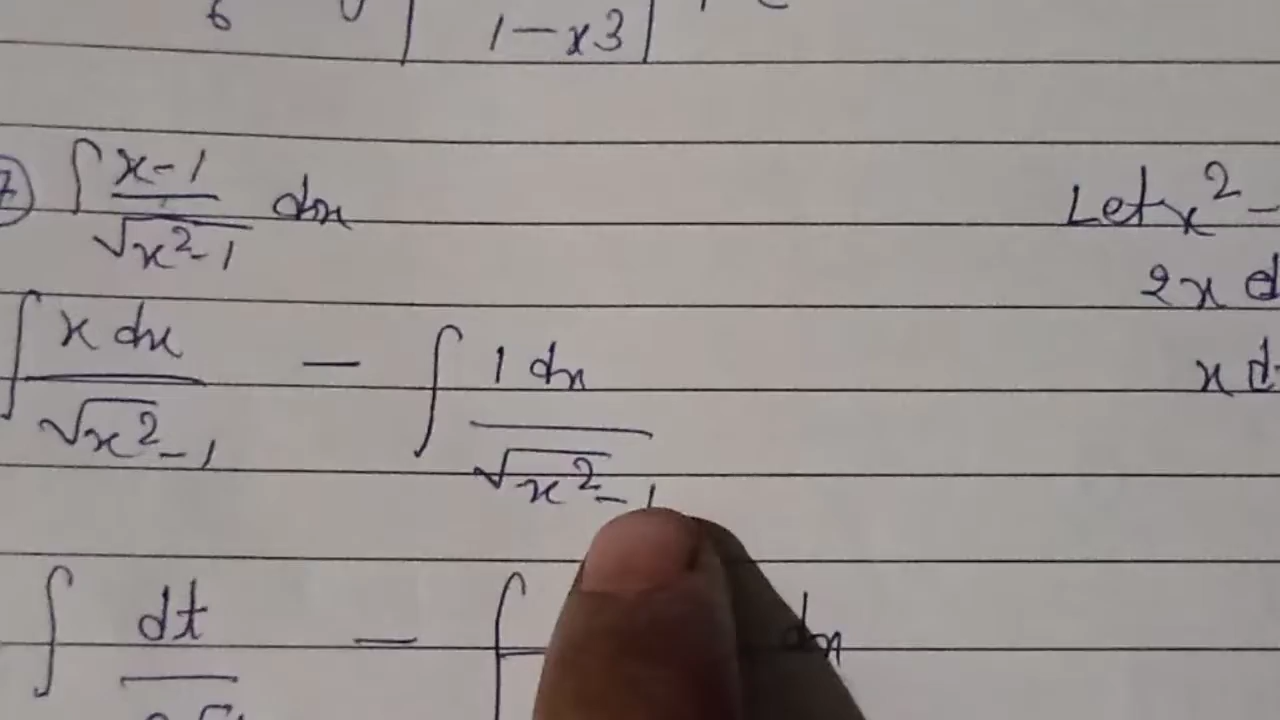 6 1-x3
7 ∫ x-1 / √x²-1 dx Let x² -
2x d
∫ x dx / √x²-1 - ∫ 1 dx / √x²-1 x d
∫ dt - ∫ dx